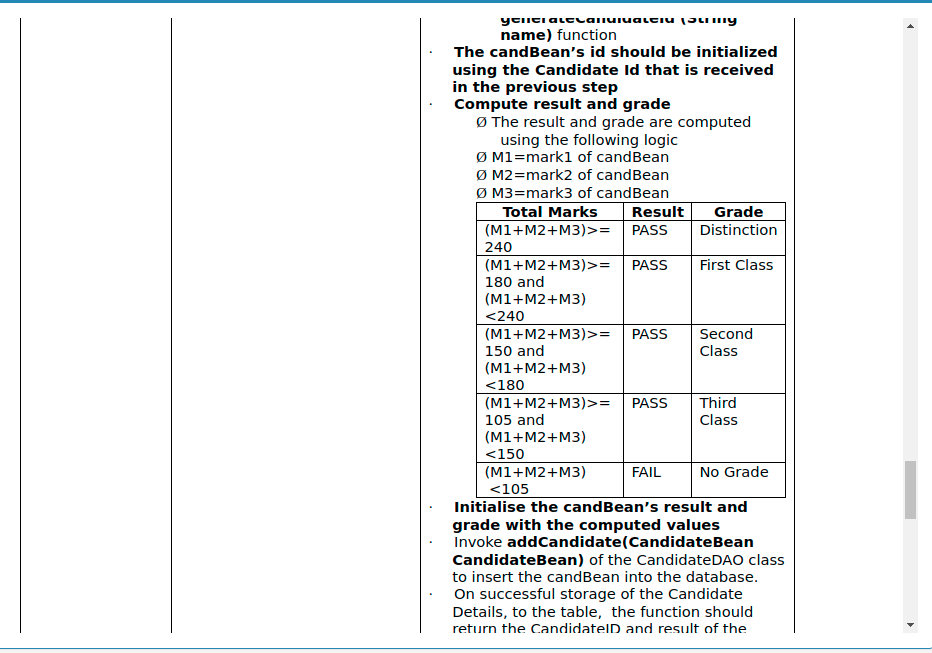 generateCandidateId (String
name) function
· The candBean’s id should be initialized
using the Candidate Id that is received
in the previous step
· Compute result and grade
Ø The result and grade are computed
using the following logic
Ø M1=mark1 of candBean
Ø M2=mark2 of candBean
Ø M3=mark3 of candBean
Total Marks Result Grade
(M1+M2+M3)>= PASS Distinction
240
(M1+M2+M3)>= PASS First Class
180 and
(M1+M2+M3)
<240
(M1+M2+M3)>= PASS Second
150 and Class
(M1+M2+M3)
<180
(M1+M2+M3)>= PASS Third
105 and Class
(M1+M2+M3)
<150
(M1+M2+M3) FAIL No Grade
<105
· Initialise the candBean’s result and
grade with the computed values
· Invoke addCandidate(CandidateBean
CandidateBean) of the CandidateDAO class
to insert the candBean into the database.
· On successful storage of the Candidate
Details, to the table, the function should
return the CandidateID and result of the